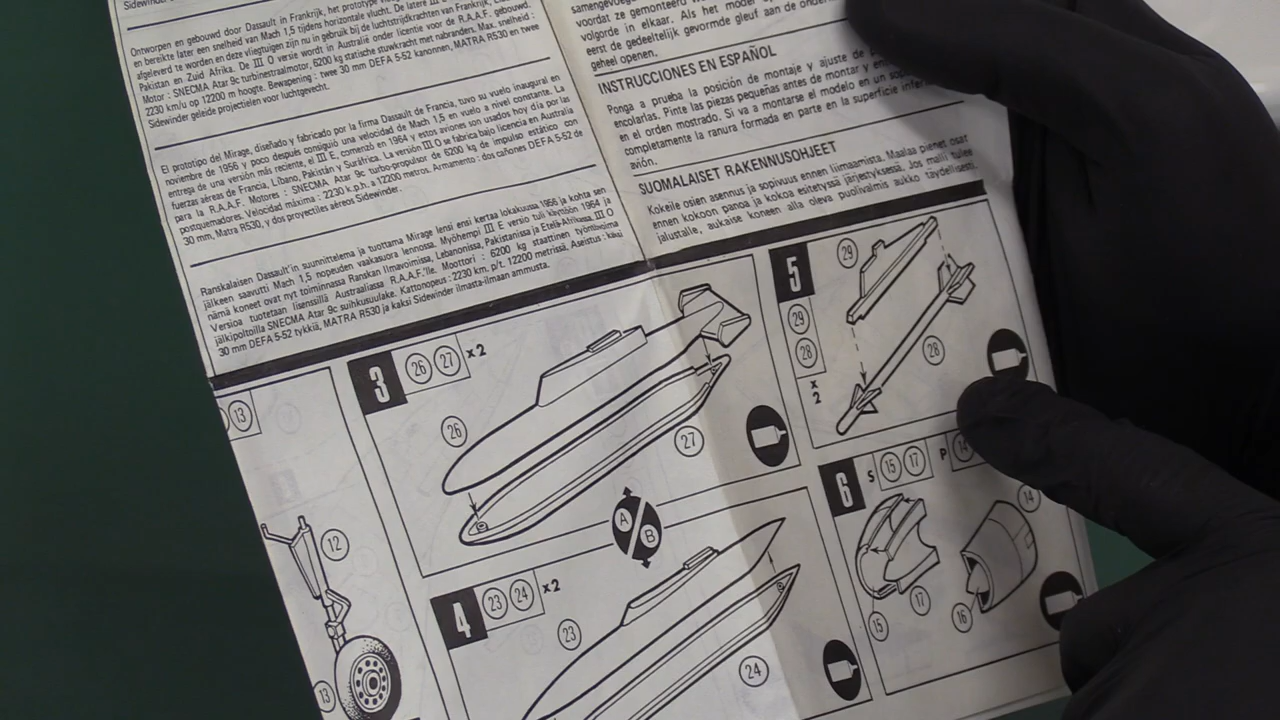 Sidewinder
Ontworpen en gebouwd door Dassault in Frankrijk, het prototype
en bereikte later een snelheid van Mach 1,5 tijdens horizontale vlucht. De latere III
afgeleverd te worden en deze vliegtuigen zijn nu in gebruik bij de luchtstrijdkrachten van Frankrijk,
Pakistan en Zuid Afrika. De III O versie wordt in Australië onder licentie voor de R.A.A.F. gebouwd.
Motor : SNECMA Atar 9c turbinestraalmotor, 6200 kg statische stuwkracht met nabranders. Max. snelheid :
2230 km/u op 12200 m hoogte. Bewapening : twee 30 mm DEFA 5-52 kanonnen, MATRA R530 en twee
Sidewinder geleide projectielen voor luchtgevecht.
El prototipo del Mirage, diseñado y fabricado por la firma Dassault de Francia, tuvo su vuelo inaugural en
noviembre de 1956 y poco después consiguió una velocidad de Mach 1,5 en vuelo a nivel constante. La
entrega de una versión más reciente, el III E, comenzó en 1964 y estos aviones son usados hoy día por las
fuerzas aéreas de Francia, Líbano, Pakistán y Suráfrica. La versión III O se fabrica bajo licencia en Australia
para la R.A.A.F. Motores : SNECMA Atar 9c turbo-propulsor de 6200 kg de impulso estático con
postquemadores. Velocidad máxima : 2230 k.p.h. a 12200 metros. Armamento : dos cañones DEFA 5-52 de
30 mm, Matra R530, y dos proyectiles aéreos Sidewinder.
Ranskalaisen Dassault'in suunnittelema ja tuottama Mirage lensi ensi kertaa lokakuussa 1956 ja kohta sen
jälkeen saavutti Mach 1,5 nopeuden vaakasuora lennossa. Myöhempi III E versio tuli käyttöön 1964 ja
nämä koneet ovat nyt toiminnassa Ranskan Ilmavoimissa, Lebanonissa, Pakistanissa ja Etelä-Afrikassa. III O
Versioa tuotetaan lisenssillä Australiassa R.A.A.F.'lle. Moottori : 6200 kg staattinen työntövoima
jälkipoltoilla SNECMA Atar 9c suihkusuulake. Kattonopeus : 2230 km. p/t. 12200 metrissä. Aseistus : kaksi
30 mm DEFA 5-52 tykkiä, MATRA R530 ja kaksi Sidewinder ilmasta-ilmaan ammusta.
voordat ze gemonteerd
volgorde in elkaar. Als het model op
eerst de gedeeltelijk gevormde gleuf aan de
geheel openen.
INSTRUCCIONES EN ESPAÑOL
Ponga a prueba la posición de montaje y ajuste de
encolarlas. Pinte las piezas pequeñas antes de montar y
en el orden mostrado. Si va a montarse el modelo en un
completamente la ranura formada en parte en la superficie
avión.
SUOMALAISET RAKENNUSOHJEET
Kokeile osien asennus ja sopivuus ennen liimaamista. Maalaa pienet osat
ennen kokoon panoa ja kokoa esitetyssä järjestyksessä. Jos malli tulee
jalustalle, aukaise koneen alla oleva puolivalmis aukko täydellisesti.
13
12
13
3 26 27 x2
26
27
A
B
4 23 24 x2
23
24
5
29
28
x
2
29
28
6 S 15 17 P 14
14
15
17
16